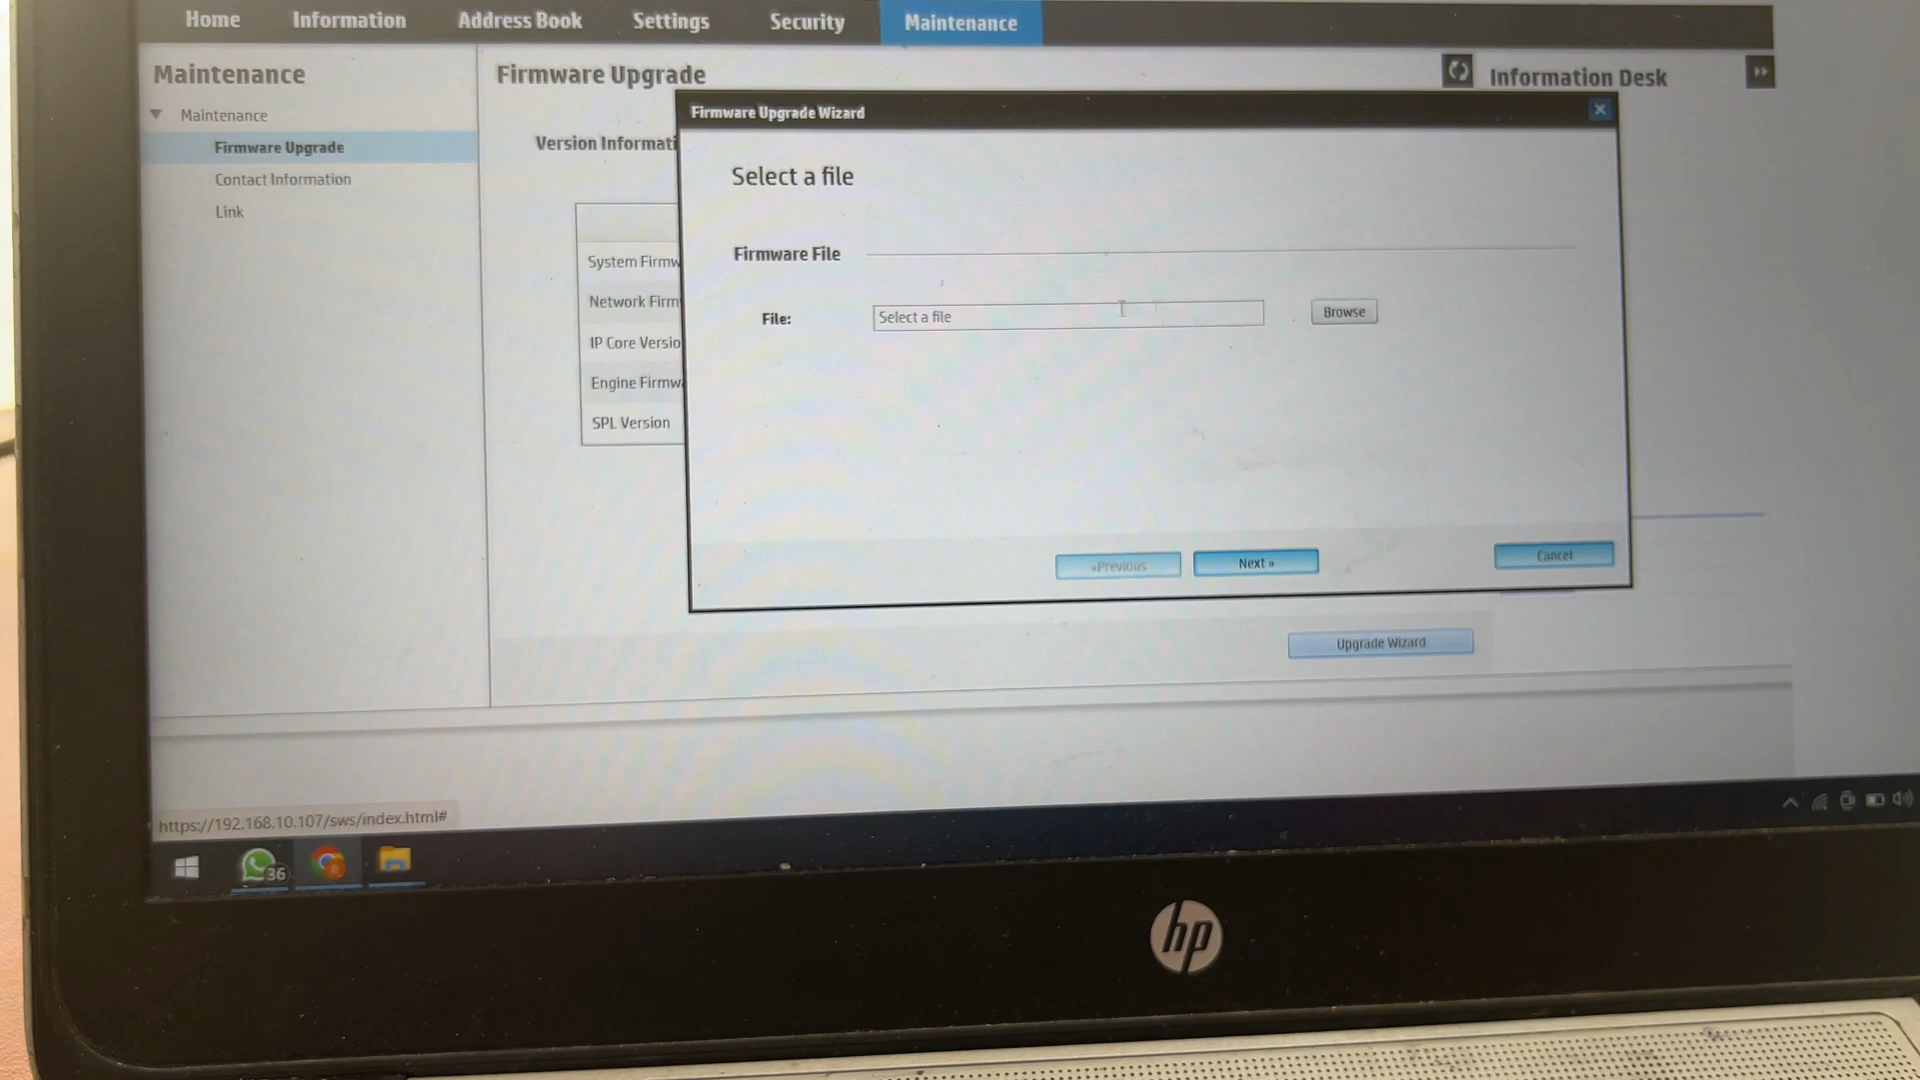 Home Information Address Book Settings Security Maintenance
Maintenance
Maintenance
Firmware Upgrade
Contact Information
Link
Firmware Upgrade
Information Desk
Version Informati
System Firmw
Network Firm
IP Core Versio
Engine Firmw
SPL Version
Firmware Upgrade Wizard
Select a file
Firmware File
File: Select a file Browse
«Previous Next » Cancel
Upgrade Wizard
https://192.168.10.107/sws/index.html#
36
hp